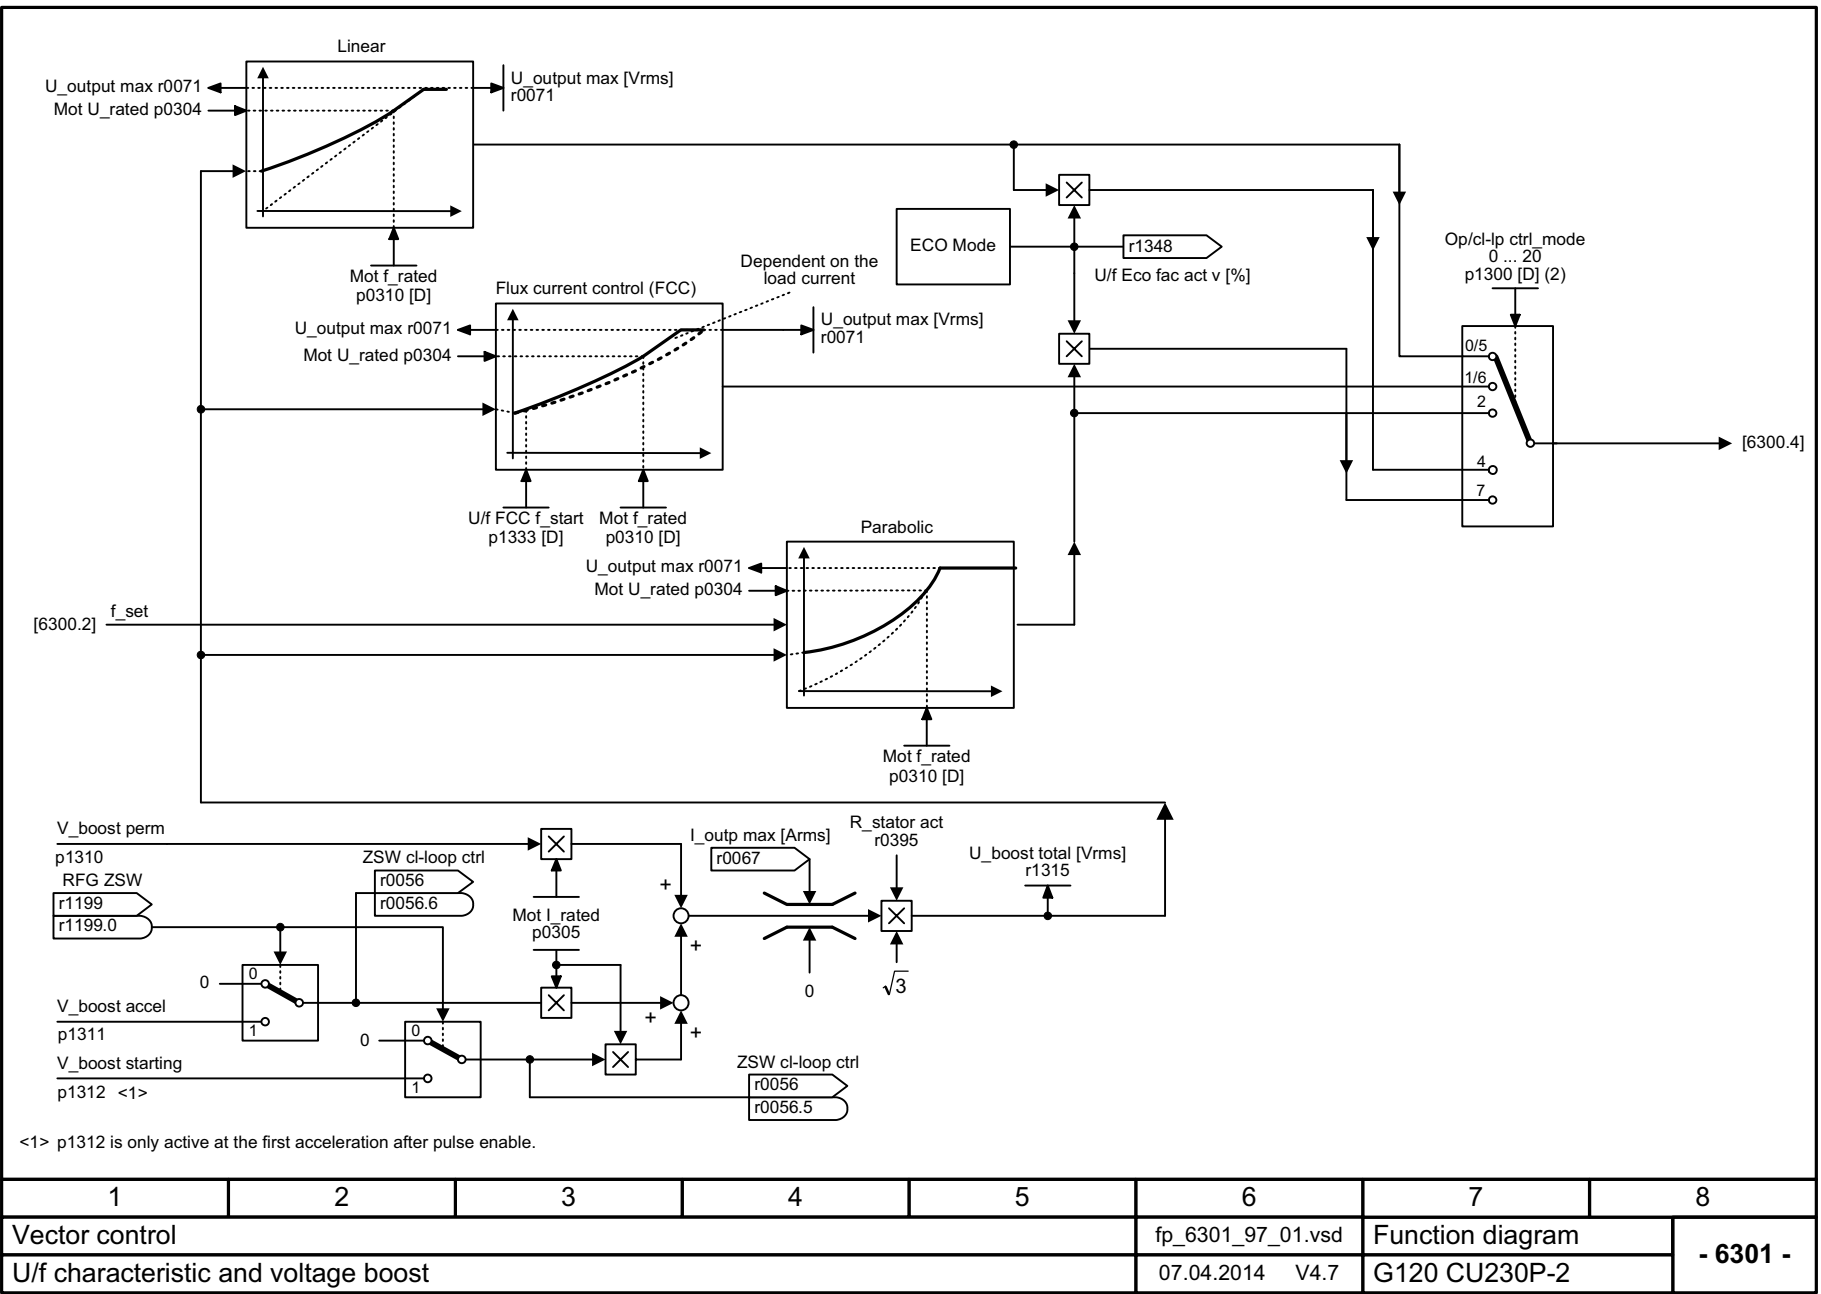 Linear
U_output max r0071
Mot U_rated p0304
U_output max [Vrms]
r0071
Mot f_rated
p0310 [D]
Flux current control (FCC)
Dependent on the
load current
U_output max r0071
Mot U_rated p0304
U_output max [Vrms]
r0071
U/f FCC f_start
p1333 [D]
Mot f_rated
p0310 [D]
ECO Mode
r1348
U/f Eco fac act v [%]
Op/cl-lp ctrl_mode
0 ... 20
p1300 [D] (2)
0/5
1/6
2
4
7
[6300.4]
Parabolic
U_output max r0071
Mot U_rated p0304
[6300.2]
f_set
Mot f_rated
p0310 [D]
V_boost perm
p1310
RFG ZSW
r1199
r1199.0
ZSW cl-loop ctrl
r0056
r0056.6
Mot I_rated
p0305
0
0
1
V_boost accel
p1311
0
0
1
V_boost starting
p1312 <1>
+
+
+
+
I_outp max [Arms]
r0067
0
R_stator act
r0395
√3
U_boost total [Vrms]
r1315
ZSW cl-loop ctrl
r0056
r0056.5
<1> p1312 is only active at the first acceleration after pulse enable.
1 2 3 4 5 6 7 8
Vector control
fp_6301_97_01.vsd
Function diagram
- 6301 -
U/f characteristic and voltage boost
07.04.2014 V4.7
G120 CU230P-2